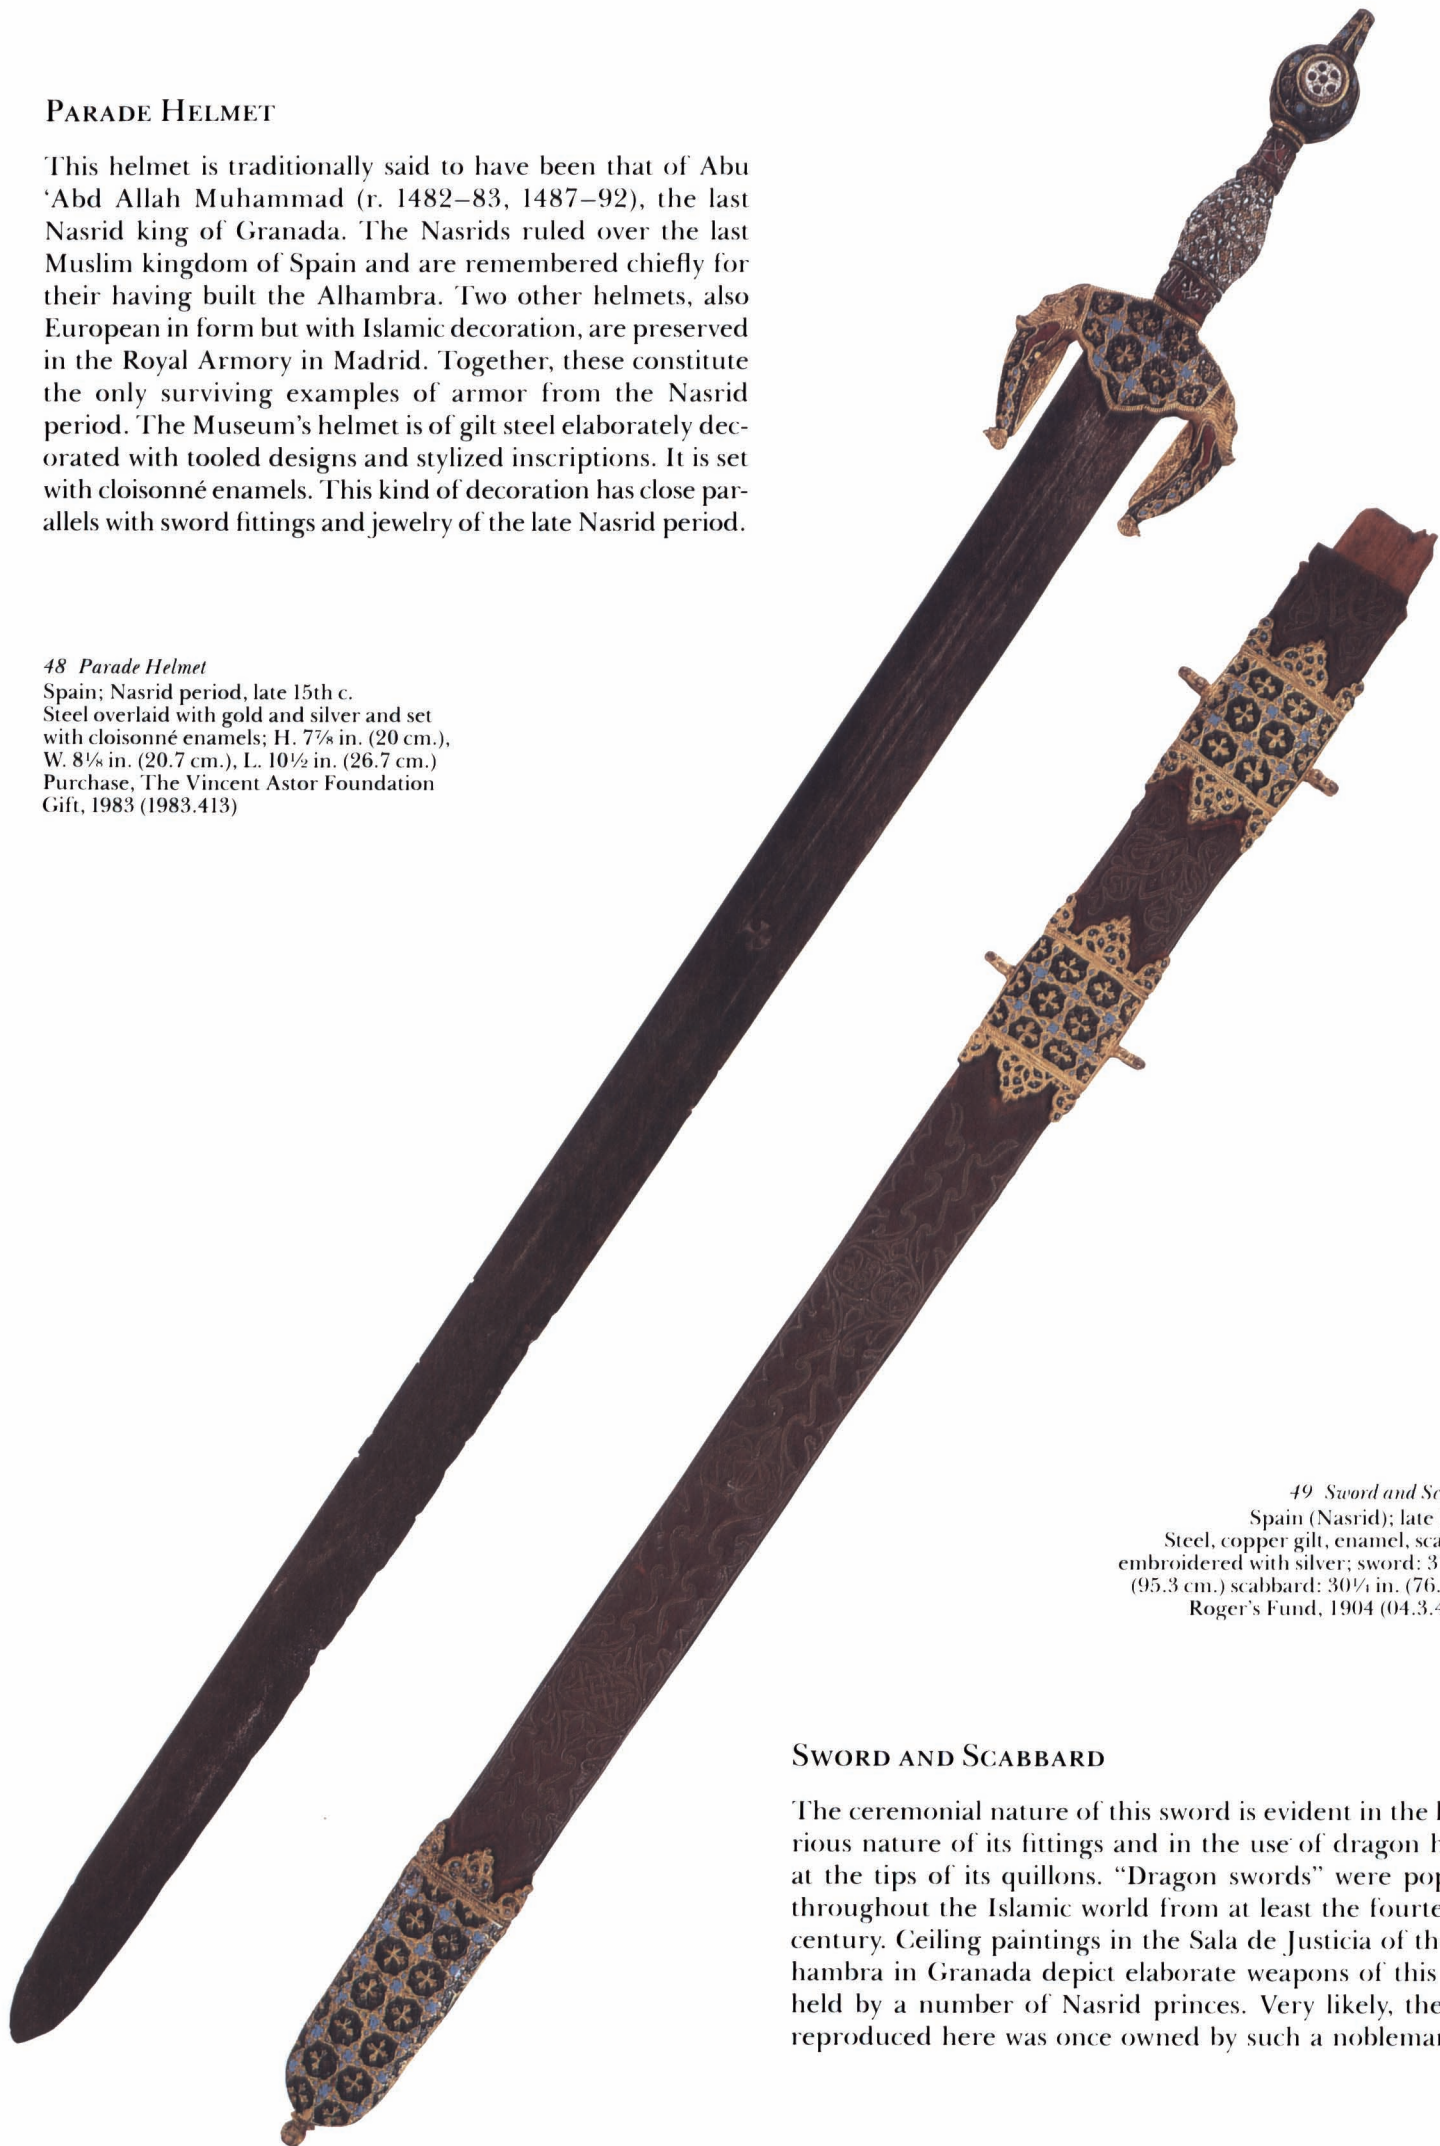 PARADE HELMET
This helmet is traditionally said to have been that of Abu
‘Abd Allah Muhammad (r. 1482–83, 1487–92), the last
Nasrid king of Granada. The Nasrids ruled over the last
Muslim kingdom of Spain and are remembered chiefly for
their having built the Alhambra. Two other helmets, also
European in form but with Islamic decoration, are preserved
in the Royal Armory in Madrid. Together, these constitute
the only surviving examples of armor from the Nasrid
period. The Museum's helmet is of gilt steel elaborately dec-
orated with tooled designs and stylized inscriptions. It is set
with cloisonné enamels. This kind of decoration has close par-
allels with sword fittings and jewelry of the late Nasrid period.
48 Parade Helmet
Spain; Nasrid period, late 15th c.
Steel overlaid with gold and silver and set
with cloisonné enamels; H. 7⅞ in. (20 cm.),
W. 8⅛ in. (20.7 cm.), L. 10½ in. (26.7 cm.)
Purchase, The Vincent Astor Foundation
Gift, 1983 (1983.413)
49 Sword and
Spain (Nasrid); late
Steel, copper gilt, enamel,
embroidered with silver; sword:
(95.3 cm.) scabbard: 30¼ in. (76.
Roger's Fund, 1904 (04.3.
SWORD AND SCABBARD
The ceremonial nature of this sword is evident in the
rious nature of its fittings and in the use of dragon
at the tips of its quillons. “Dragon swords” were
throughout the Islamic world from at least the
century. Ceiling paintings in the Sala de Justicia of
hambra in Granada depict elaborate weapons of this
held by a number of Nasrid princes. Very likely, the
reproduced here was once owned by such a nobleman